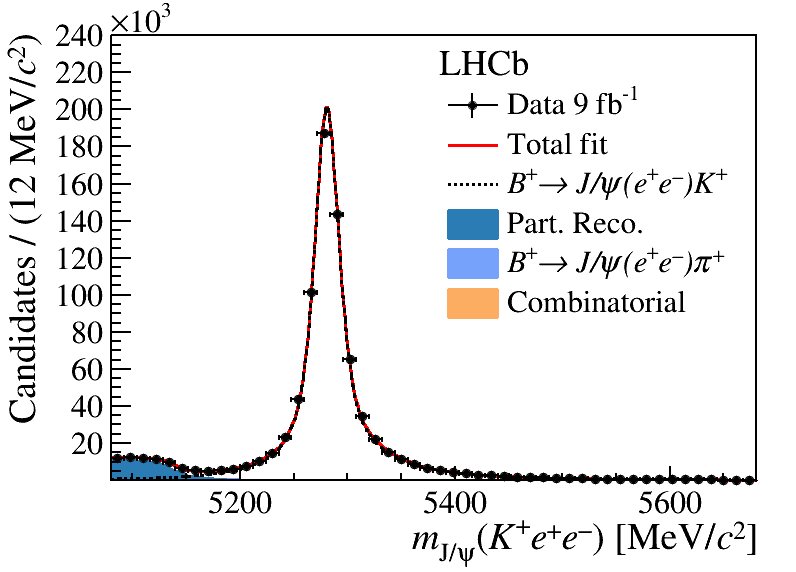 ×10³
240
220
200
180
160
140
120
100
80
60
40
20
Candidates / (12 MeV/c²)
LHCb
Data 9 fb⁻¹
Total fit
B⁺→ J/ψ(e⁺e⁻)K⁺
Part. Reco.
B⁺→ J/ψ(e⁺e⁻)π⁺
Combinatorial
5200 5400 5600
m_J/ψ(K⁺e⁺e⁻) [MeV/c²]